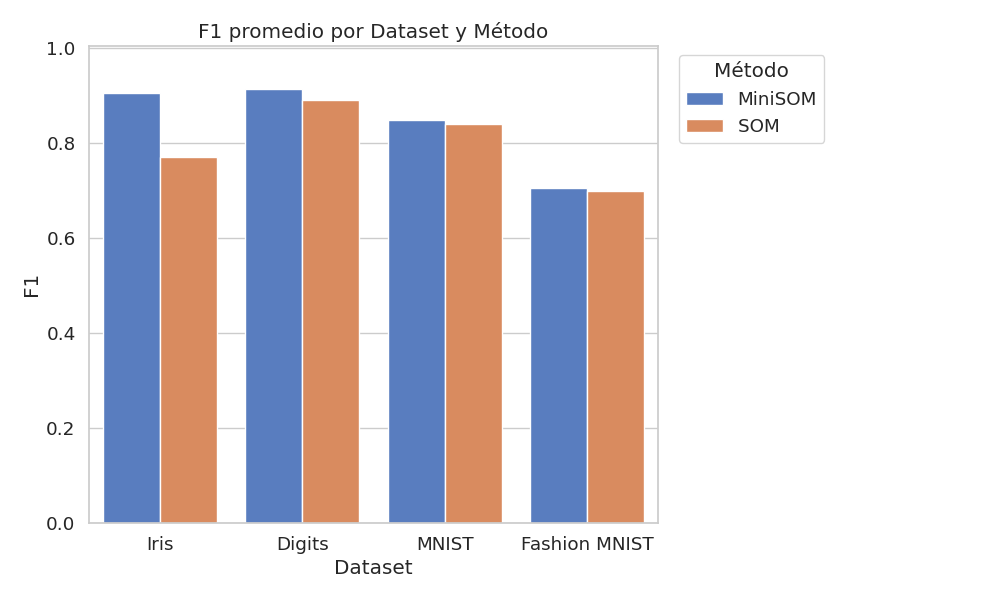 F1 promedio por Dataset y Método
Método
MiniSOM
SOM
1.0
0.8
0.6
0.4
0.2
0.0
F1
Iris
Digits
MNIST
Fashion MNIST
Dataset